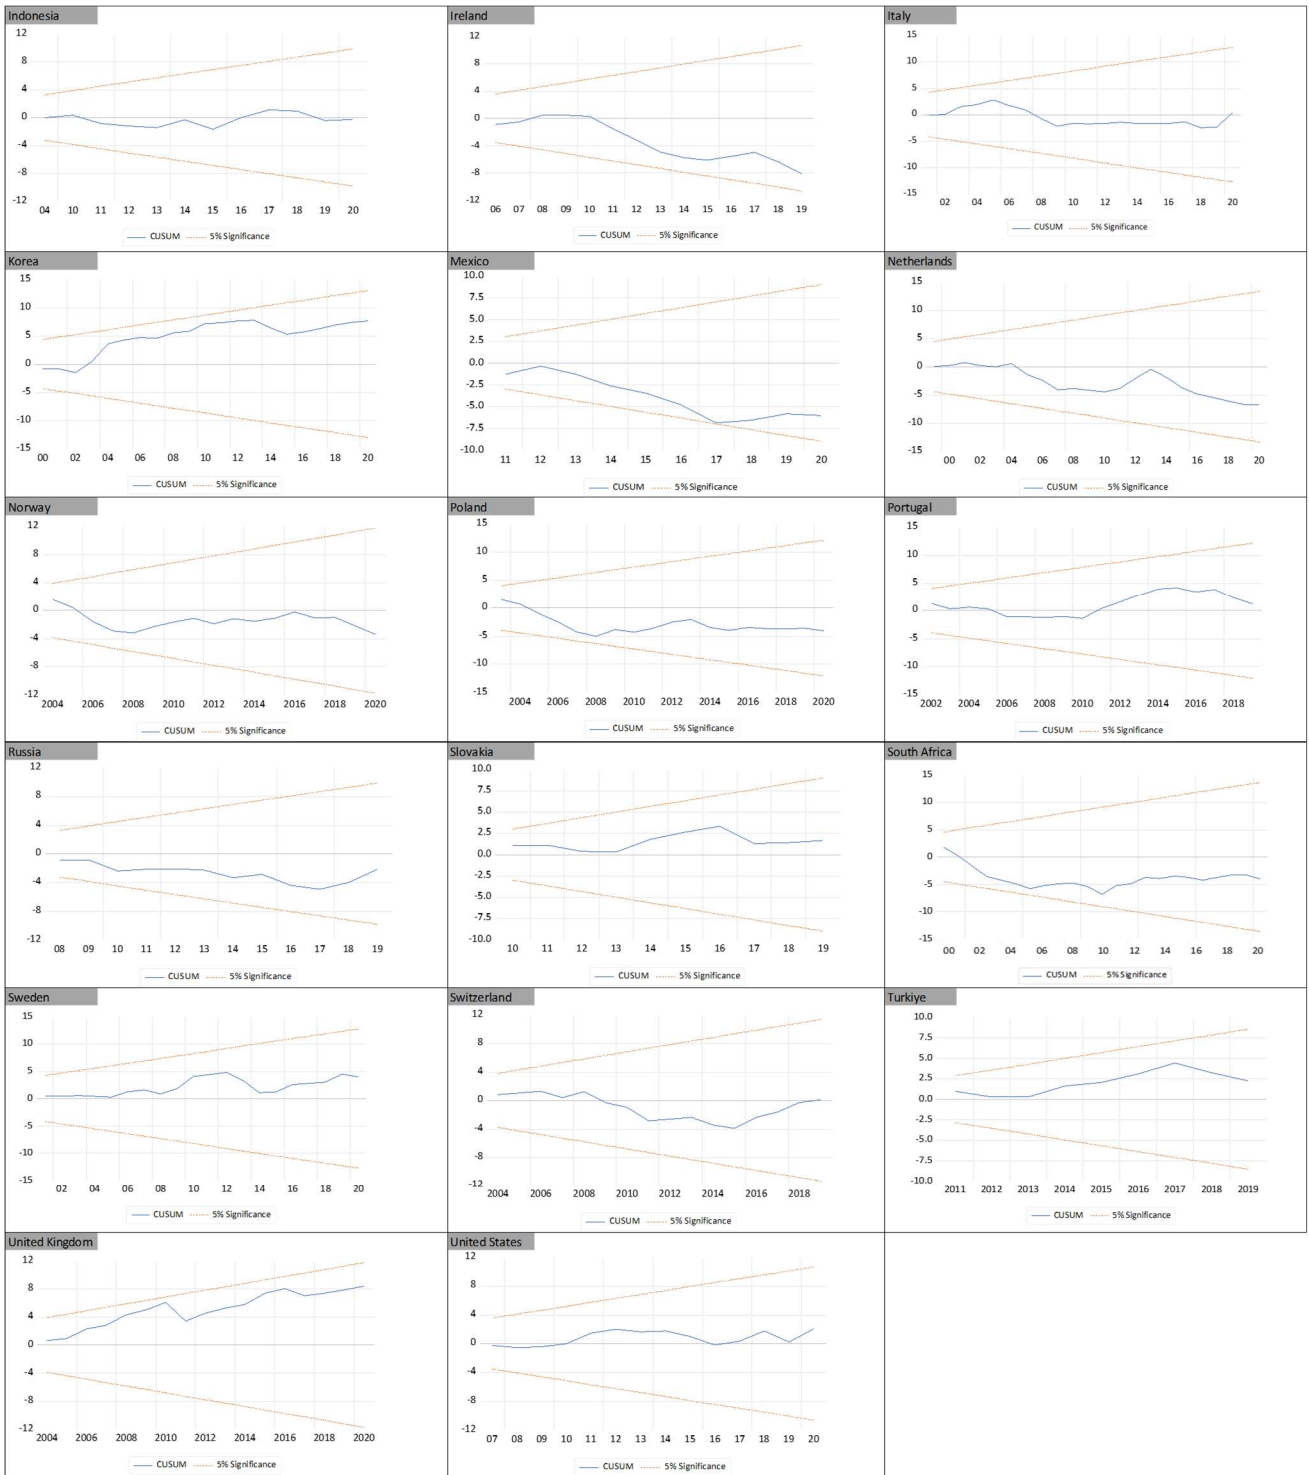 Indonesia
12
8
4
0
-4
-8
-12
04 10 11 12 13 14 15 16 17 18 19 20
CUSUM 5% Significance
Ireland
12
8
4
0
-4
-8
-12
06 07 08 09 10 11 12 13 14 15 16 17 18 19
CUSUM 5% Significance
Italy
15
10
5
0
-5
-10
-15
02 04 06 08 10 12 14 16 18 20
CUSUM 5% Significance
Korea
15
10
5
0
-5
-10
-15
00 02 04 06 08 10 12 14 16 18 20
CUSUM 5% Significance
Mexico
10.0
7.5
5.0
2.5
0.0
-2.5
-5.0
-7.5
-10.0
11 12 13 14 15 16 17 18 19 20
CUSUM 5% Significance
Netherlands
15
10
5
0
-5
-10
-15
00 02 04 06 08 10 12 14 16 18 20
CUSUM 5% Significance
Norway
12
8
4
0
-4
-8
-12
2004 2006 2008 2010 2012 2014 2016 2018 2020
CUSUM 5% Significance
Poland
15
10
5
0
-5
-10
-15
2004 2006 2008 2010 2012 2014 2016 2018 2020
CUSUM 5% Significance
Portugal
15
10
5
0
-5
-10
-15
2002 2004 2006 2008 2010 2012 2014 2016 2018
CUSUM 5% Significance
Russia
12
8
4
0
-4
-8
-12
08 09 10 11 12 13 14 15 16 17 18 19
CUSUM 5% Significance
Slovakia
10.0
7.5
5.0
2.5
0.0
-2.5
-5.0
-7.5
-10.0
10 11 12 13 14 15 16 17 18 19
CUSUM 5% Significance
South Africa
15
10
5
0
-5
-10
-15
00 02 04 06 08 10 12 14 16 18 20
CUSUM 5% Significance
Sweden
15
10
5
0
-5
-10
-15
02 04 06 08 10 12 14 16 18 20
CUSUM 5% Significance
Switzerland
12
8
4
0
-4
-8
-12
2004 2006 2008 2010 2012 2014 2016 2018
CUSUM 5% Significance
Turkiye
10.0
7.5
5.0
2.5
0.0
-2.5
-5.0
-7.5
-10.0
2011 2012 2013 2014 2015 2016 2017 2018 2019
CUSUM 5% Significance
United Kingdom
12
8
4
0
-4
-8
-12
2004 2006 2008 2010 2012 2014 2016 2018 2020
CUSUM 5% Significance
United States
12
8
4
0
-4
-8
-12
07 08 09 10 11 12 13 14 15 16 17 18 19 20
CUSUM 5% Significance